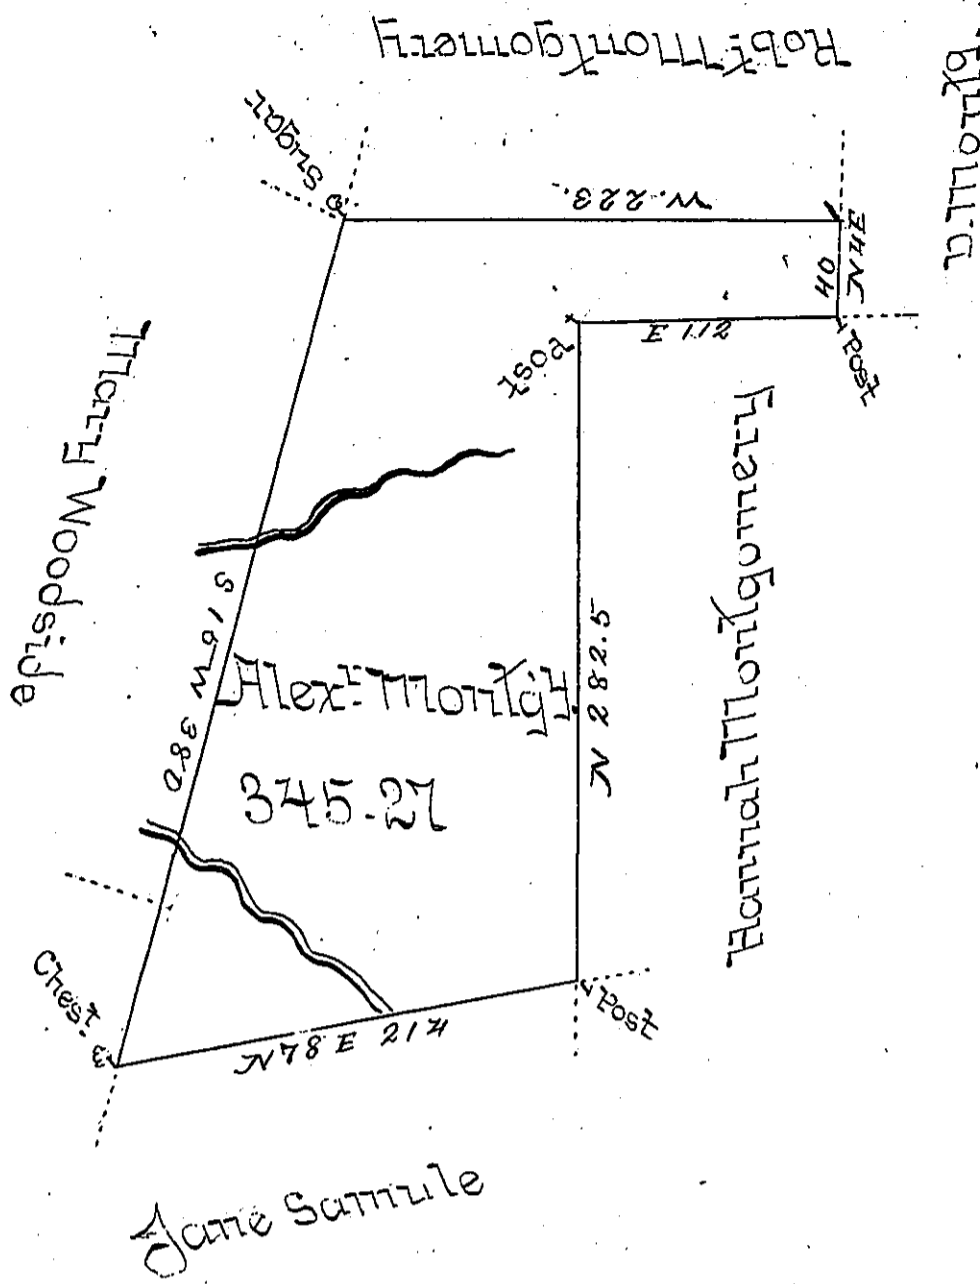 Robt Montgomery
Sugar
W. 223.
N 4 E
40
E 112
Post
Post
Mary Woodside
S 16 W 380
Alexr Montgy
345.27
N 282.5
Hannah Montgomery
Chest.
N 78 E 214
Post
Jane Samule